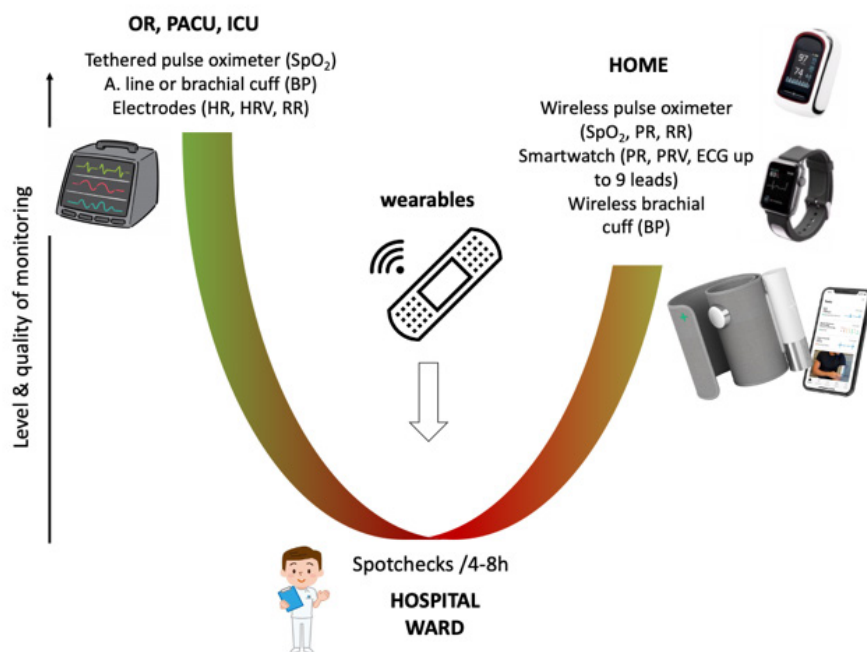 OR, PACU, ICU
Tethered pulse oximeter (SpO₂)
A. line or brachial cuff (BP)
Electrodes (HR, HRV, RR)
HOME
Wireless pulse oximeter
(SpO₂, PR, RR)
Smartwatch (PR, PRV, ECG up
to 9 leads)
Wireless brachial
cuff (BP)
97
74
wearables
Level & quality of monitoring
Spotchecks /4-8h
HOSPITAL
WARD